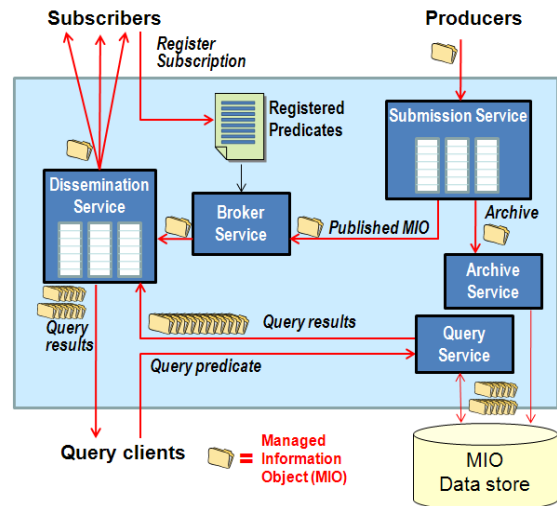 Subscribers
Producers
Register
Subscription
Registered
Predicates
Submission Service
Dissemination
Service
Broker
Service
Published MIO
Archive
Archive
Service
Query results
Query
results
Query predicate
Query
Service
Query clients
= Managed
Information
Object (MIO)
MIO
Data store